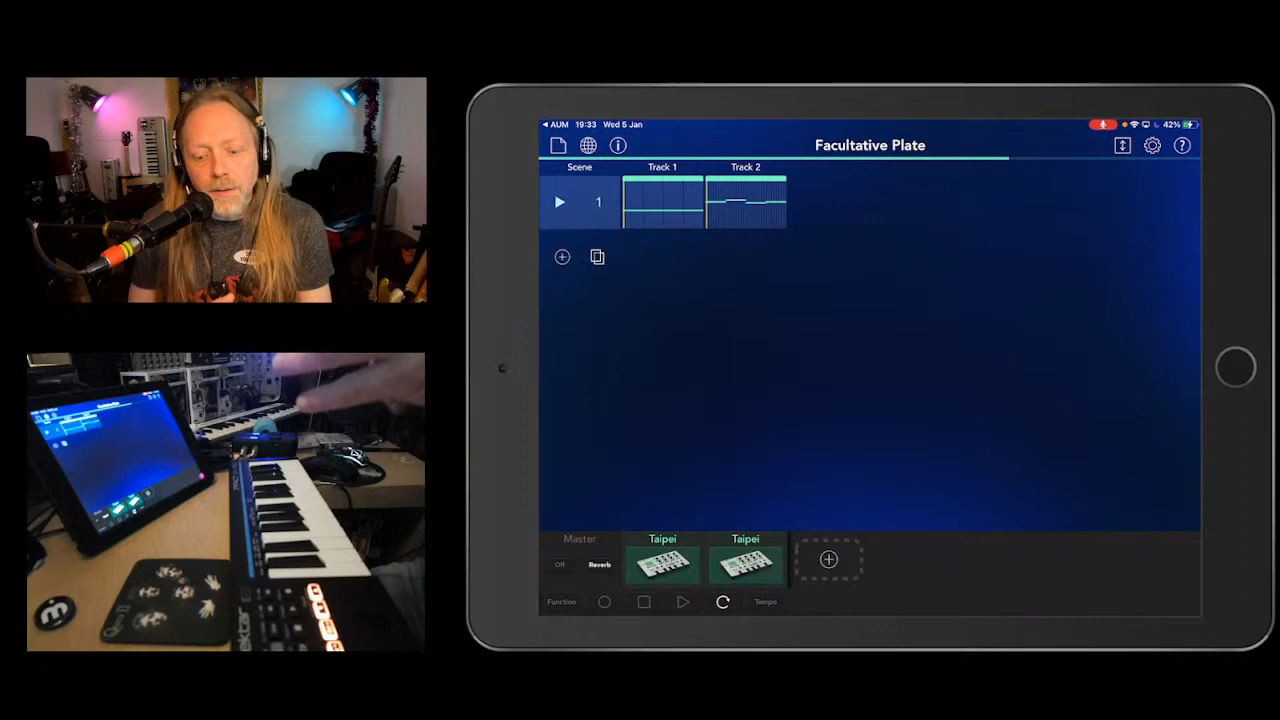 AUM 19:33 Wed 5 Jan
42%
Facultative Plate
Scene Track 1 Track 2
1
Master Taipei Taipei
Off Reverb
Function Tempo